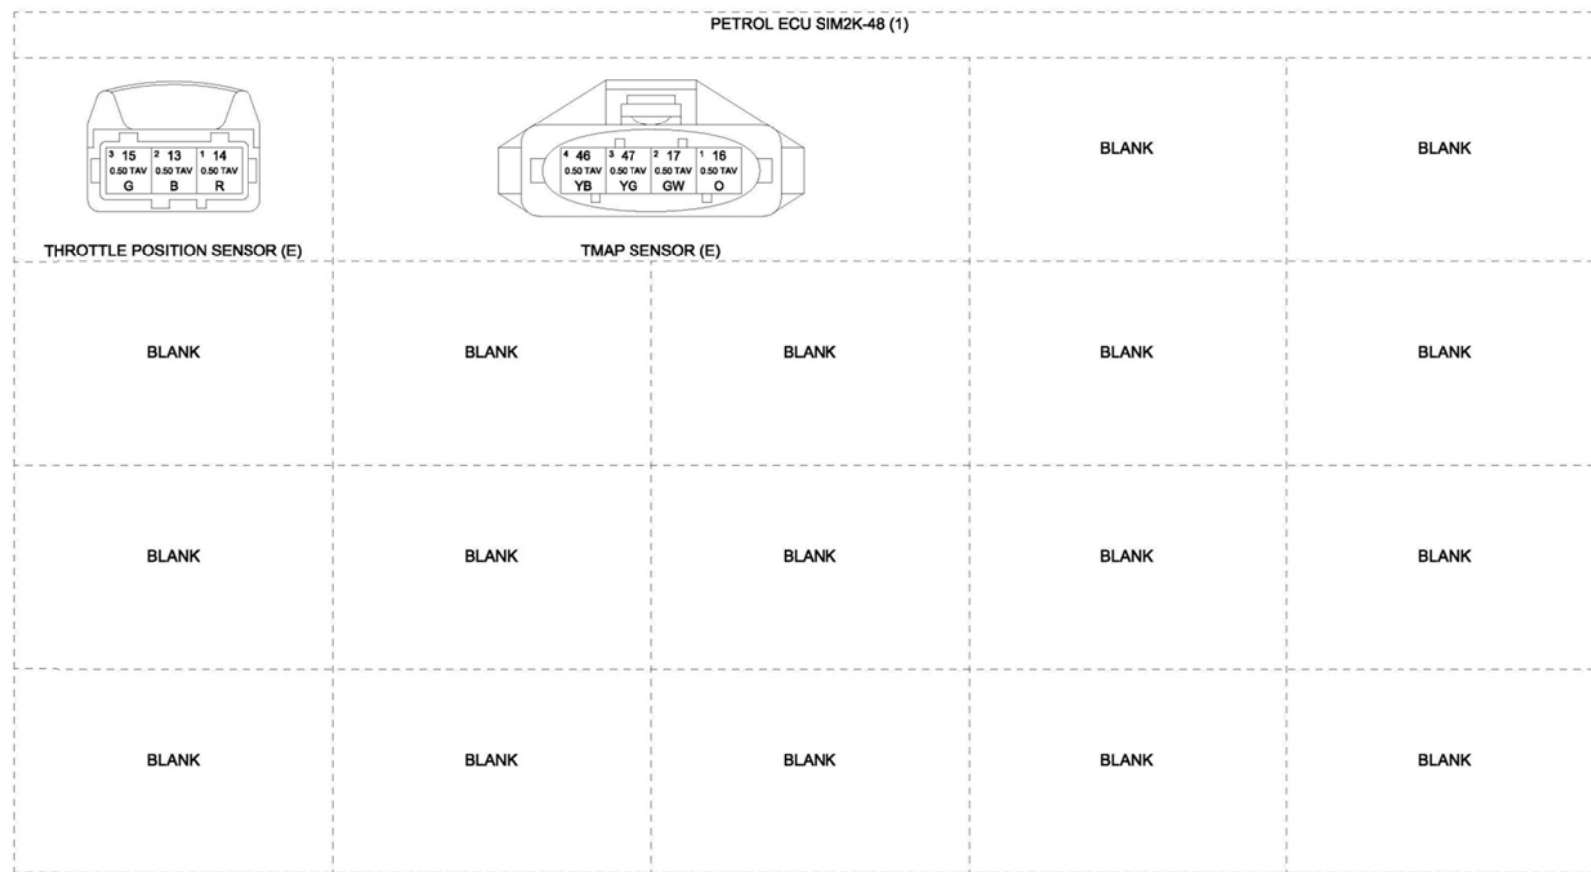 PETROL ECU SIM2K-48 (1)
3 15 2 13 1 14
0.50 TAV 0.50 TAV 0.50 TAV
G B R
THROTTLE POSITION SENSOR (E)
4 46 3 47 2 17 1 16
0.50 TAV 0.50 TAV 0.50 TAV 0.50 TAV
YB YG GW O
TMAP SENSOR (E)
BLANK BLANK
BLANK BLANK BLANK BLANK BLANK
BLANK BLANK BLANK BLANK BLANK
BLANK BLANK BLANK BLANK BLANK